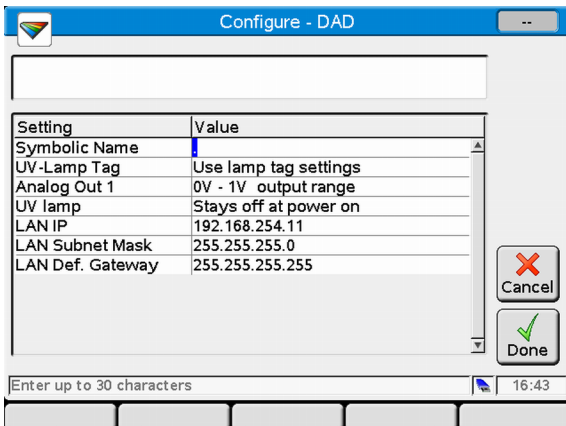 Configure - DAD
--
Setting Value
Symbolic Name .
UV-Lamp Tag Use lamp tag settings
Analog Out 1 0V - 1V output range
UV lamp Stays off at power on
LAN IP 192.168.254.11
LAN Subnet Mask 255.255.255.0
LAN Def. Gateway 255.255.255.255
Cancel
Done
Enter up to 30 characters 16:43